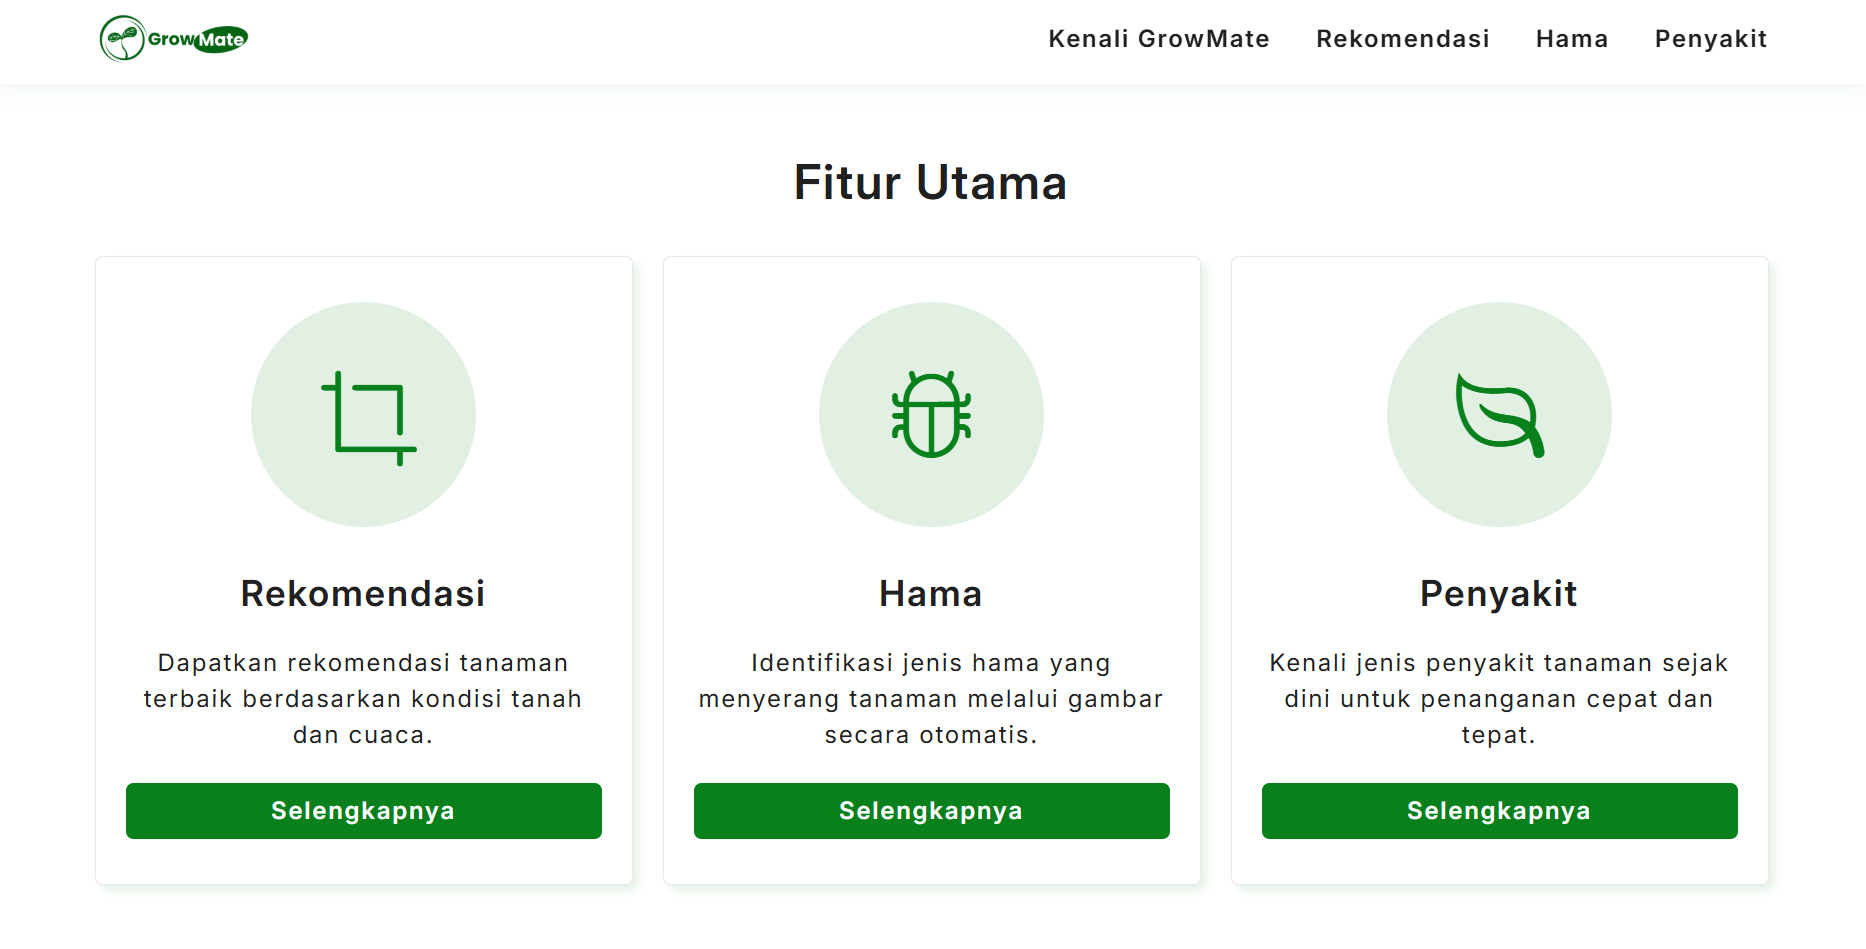 GrowMate
Kenali GrowMate Rekomendasi Hama Penyakit
Fitur Utama
Rekomendasi
Dapatkan rekomendasi tanaman
terbaik berdasarkan kondisi tanah
dan cuaca.
Selengkapnya
Hama
Identifikasi jenis hama yang
menyerang tanaman melalui gambar
secara otomatis.
Selengkapnya
Penyakit
Kenali jenis penyakit tanaman sejak
dini untuk penanganan cepat dan
tepat.
Selengkapnya